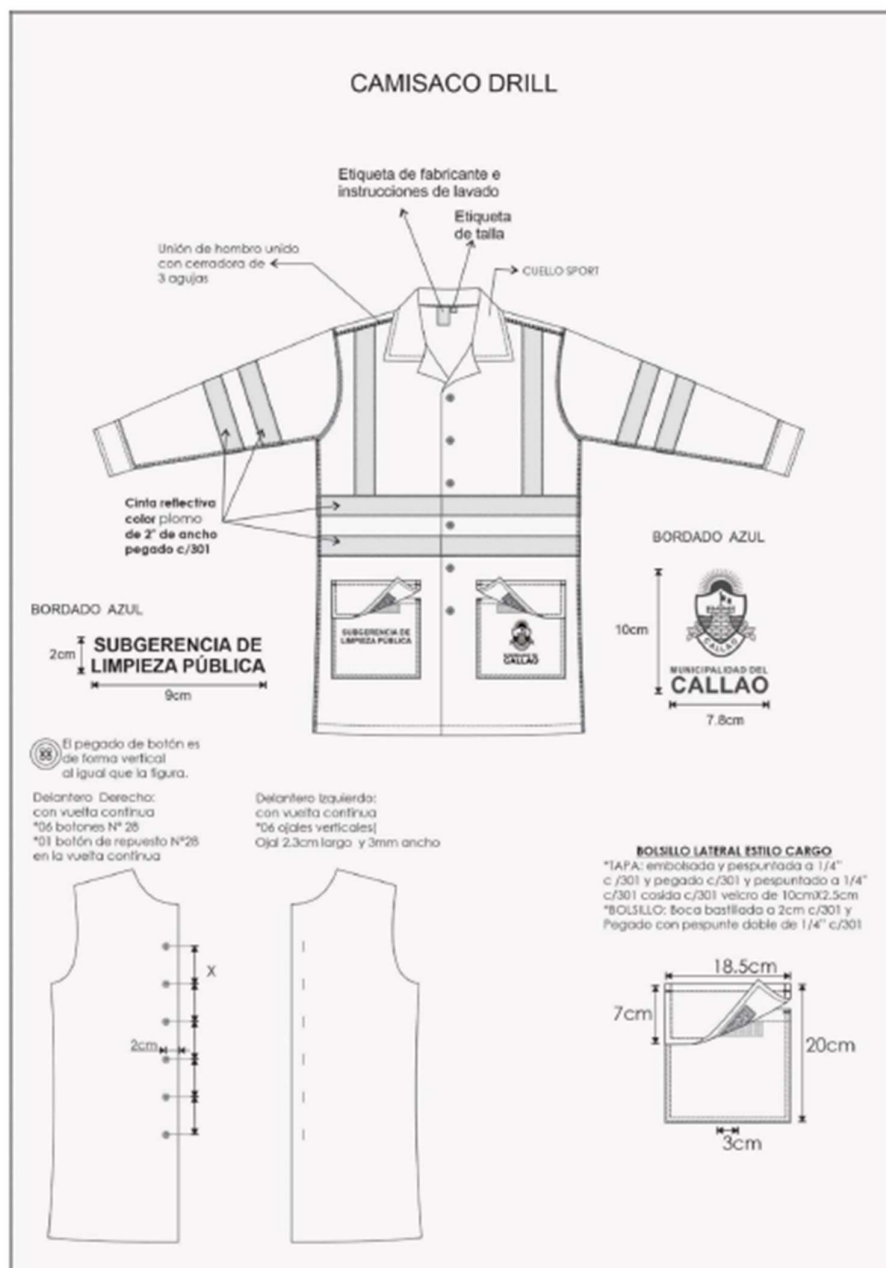 CAMISACO DRILL
Etiqueta de fabricante e
instrucciones de lavado
Etiqueta
de talla
Unión de hombro unido
con cerradora de
3 agujas
CUELLO SPORT
Cinta reflectiva
color plomo
de 2" de ancho
pegado c/301
BORDADO AZUL
10cm
MUNICIPALIDAD DEL
CALLAO
7.8cm
BORDADO AZUL
2cm
SUBGERENCIA DE
LIMPIEZA PÚBLICA
9cm
SUBGERENCIA DE
LIMPIEZA PÚBLICA
CALLAO
El pegado de botón es
de forma vertical
al igual que la figura.
Delantero Derecho:
con vuelta continua
*06 botones N° 28
*01 botón de repuesto N°28
en la vuelta continua
Delantero Izquierdo:
con vuelta continua
*06 ojales verticales|
Ojal 2.3cm largo y 3mm ancho
X
2cm
BOLSILLO LATERAL ESTILO CARGO
*TAPA: embolsada y pespuntada a 1/4"
c /301 y pegado c/301 y pespuntado a 1/4"
c/301 cosida c/301 velcro de 10cmX2.5cm
*BOLSILLO: Boca bastillada a 2cm c/301 y
Pegado con pespunte doble de 1/4" c/301
18.5cm
7cm
20cm
3cm